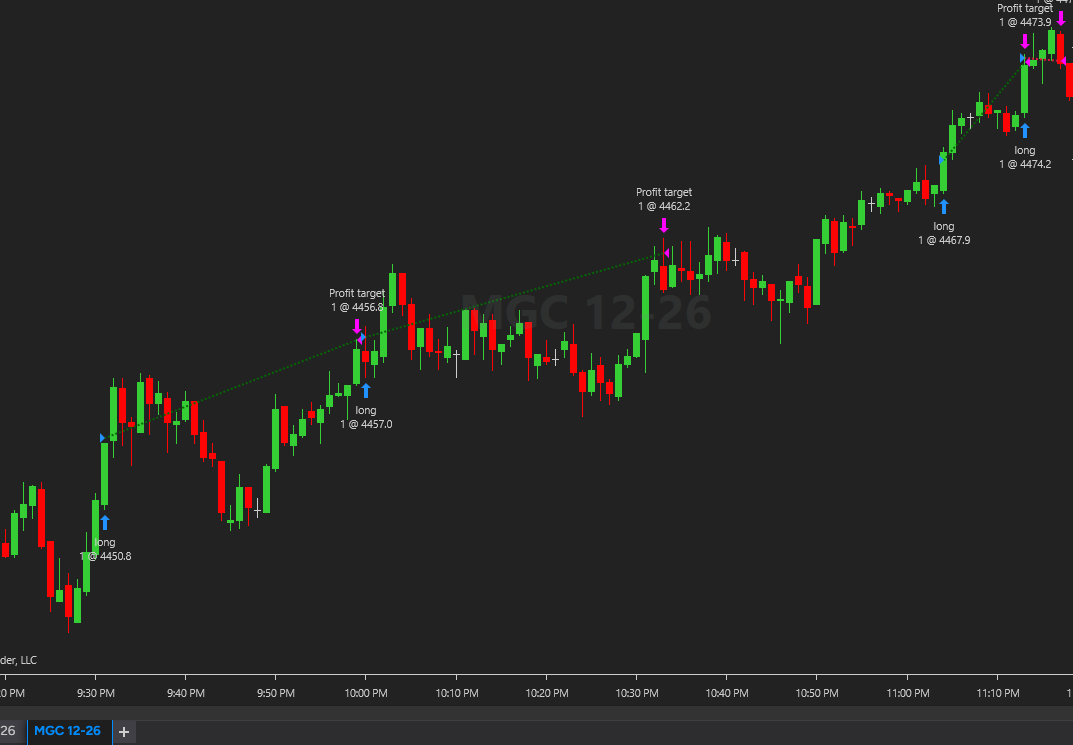 Profit target
1 @ 4473.9
long
1 @ 4474.2
Profit target
1 @ 4462.2
long
1 @ 4467.9
Profit target
1 @ 4456.8
MGC 12-26
long
1 @ 4457.0
long
1 @ 4450.8
der, LLC
0 PM
9:30 PM
9:40 PM
9:50 PM
10:00 PM
10:10 PM
10:20 PM
10:30 PM
10:40 PM
10:50 PM
11:00 PM
11:10 PM
26
MGC 12-26
+